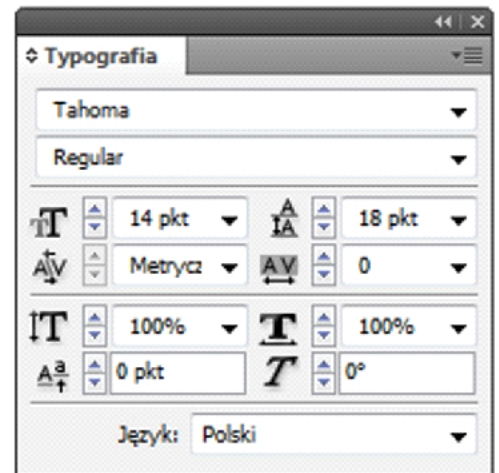 Typografia
Tahoma
Regular
14 pkt 18 pkt
Metrycz 0
100% 100%
0 pkt 0°
Język: Polski